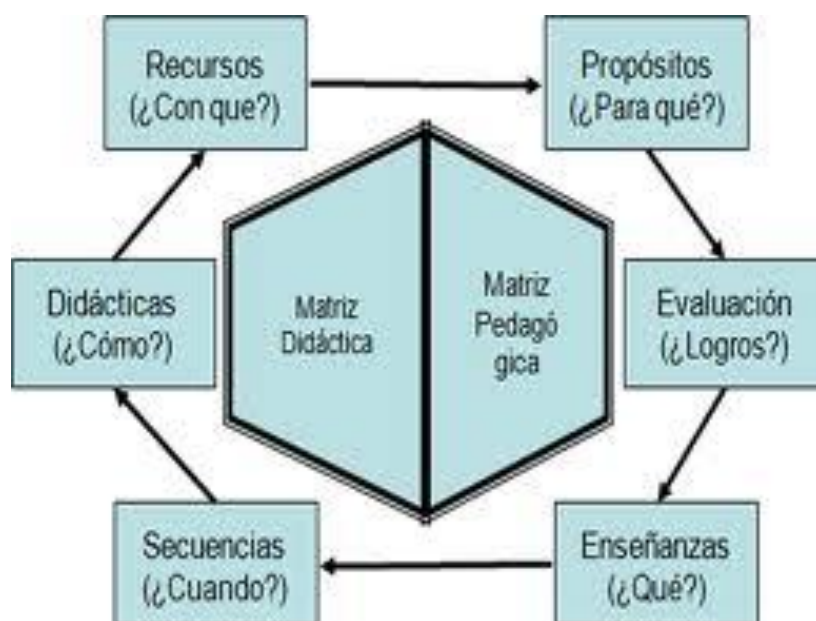 Recursos
(¿Con que?)
Propósitos
(¿Para qué?)
Didácticas
(¿Cómo?)
Matriz
Didáctica
Matriz
Pedagó
gica
Evaluación
(¿Logros?)
Secuencias
(¿Cuando?)
Enseñanzas
(¿Qué?)